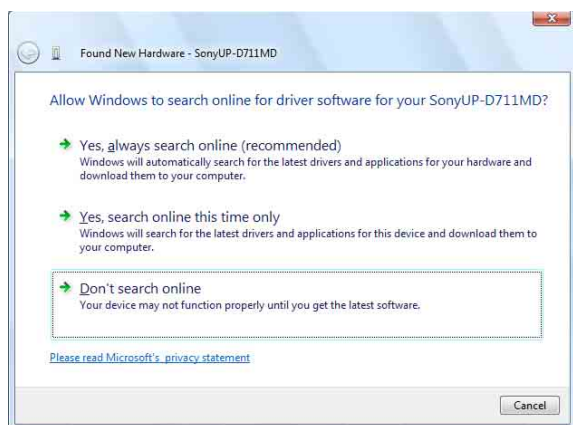 Found New Hardware - SonyUP-D711MD
Allow Windows to search online for driver software for your SonyUP-D711MD?
Yes, always search online (recommended)
Windows will automatically search for the latest drivers and applications for your hardware and
download them to your computer.
Yes, search online this time only
Windows will search for the latest drivers and applications for this device and download them to
your computer.
Don't search online
Your device may not function properly until you get the latest software.
Please read Microsoft's privacy statement
Cancel